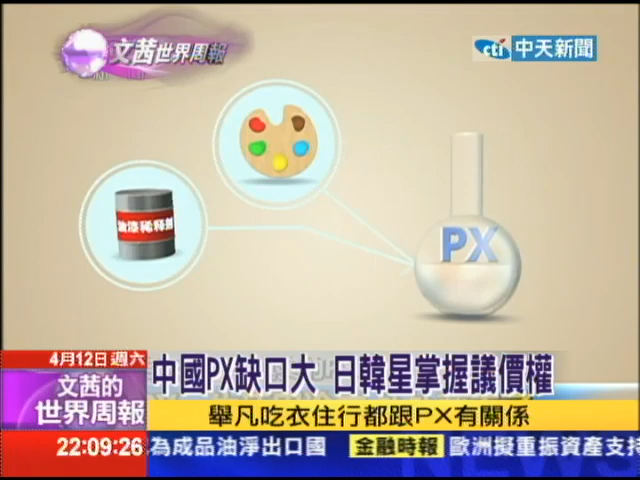 文茜世界周報
cti 中天新聞
油漆稀釋劑
PX
中國PX缺口大 日韓星掌握議價權
舉凡吃衣住行都跟PX有關係
4月12日週六
文茜的
世界周報
22:09:26
為成品油淨出口國 金融時報 歐洲擬重振資產支持